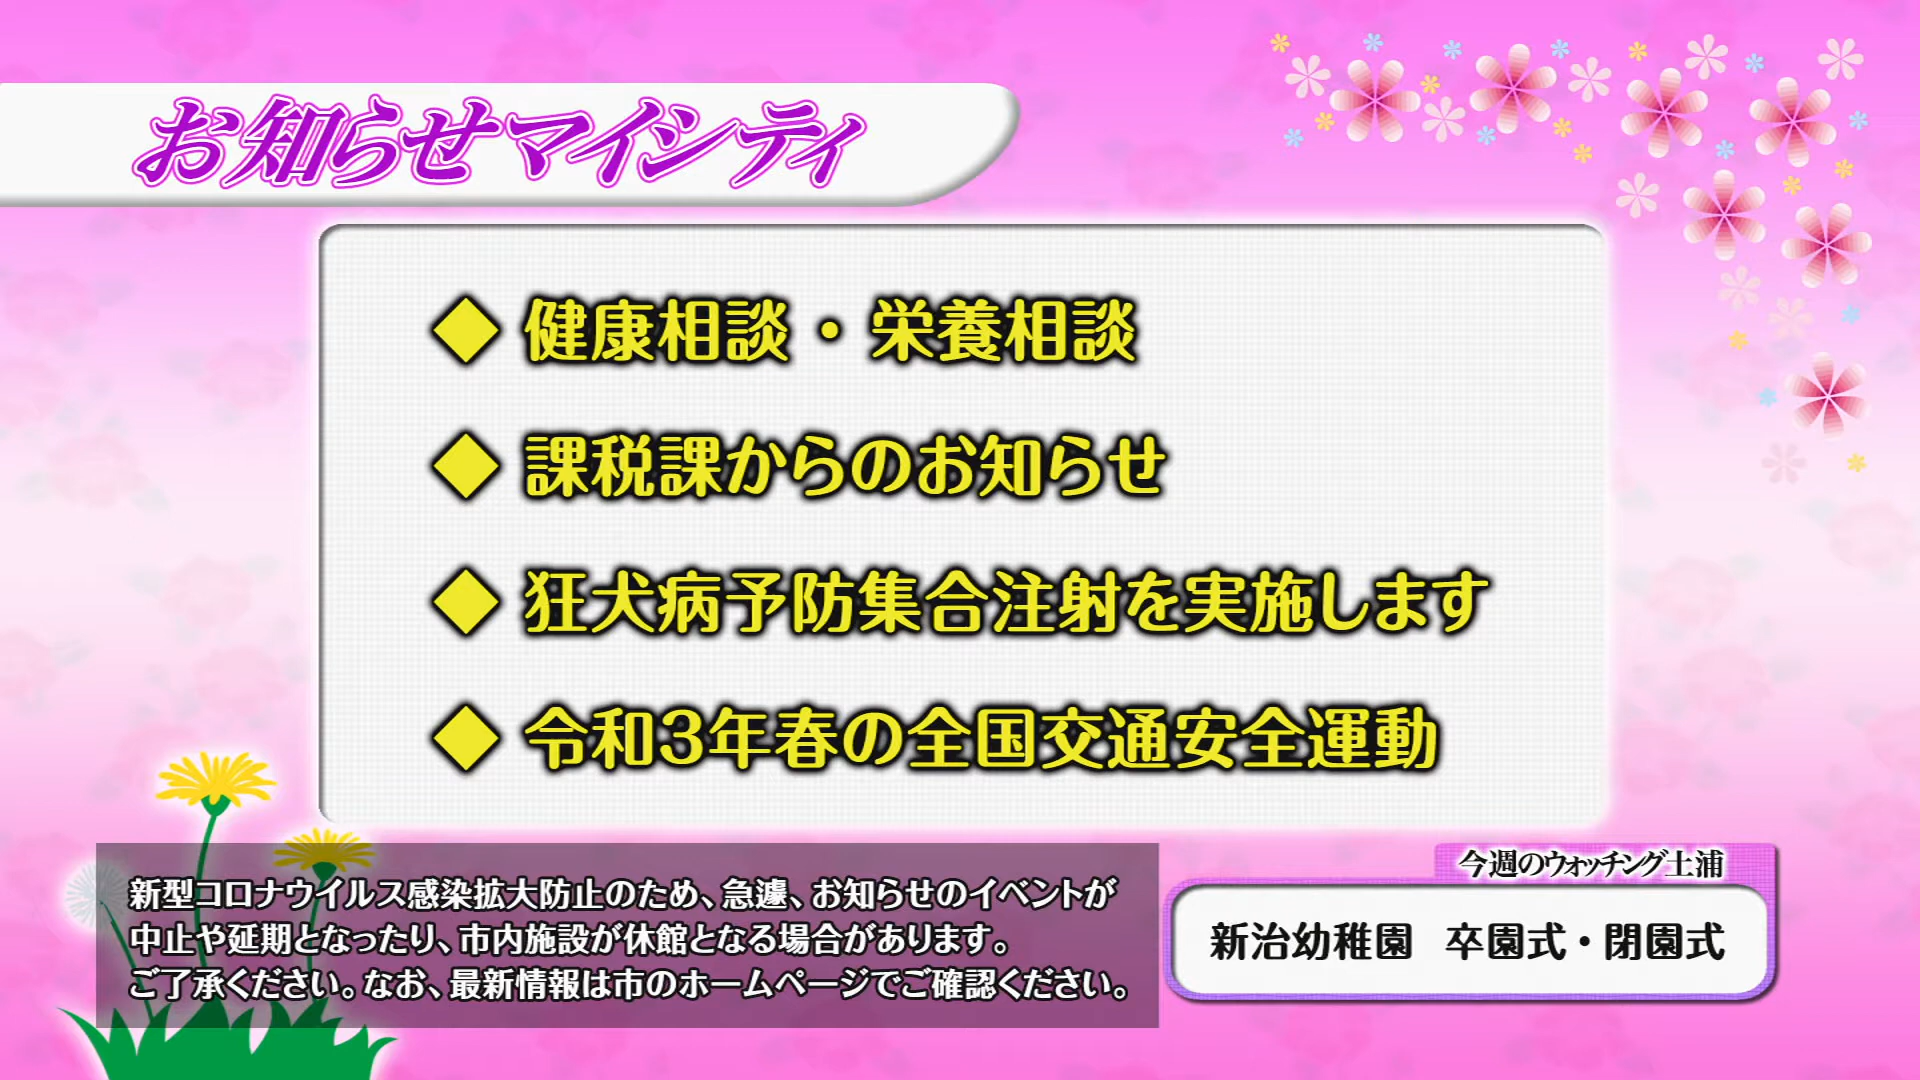 お知らせマイシティ
◆ 健康相談・栄養相談
◆ 課税課からのお知らせ
◆ 狂犬病予防集合注射を実施します
◆ 令和3年春の全国交通安全運動
新型コロナウイルス感染拡大防止のため、急遽、お知らせのイベントが
中止や延期となったり、市内施設が休館となる場合があります。
ご了承ください。なお、最新情報は市のホームページでご確認ください。
今週のウォッチング土浦
新治幼稚園 卒園式・閉園式